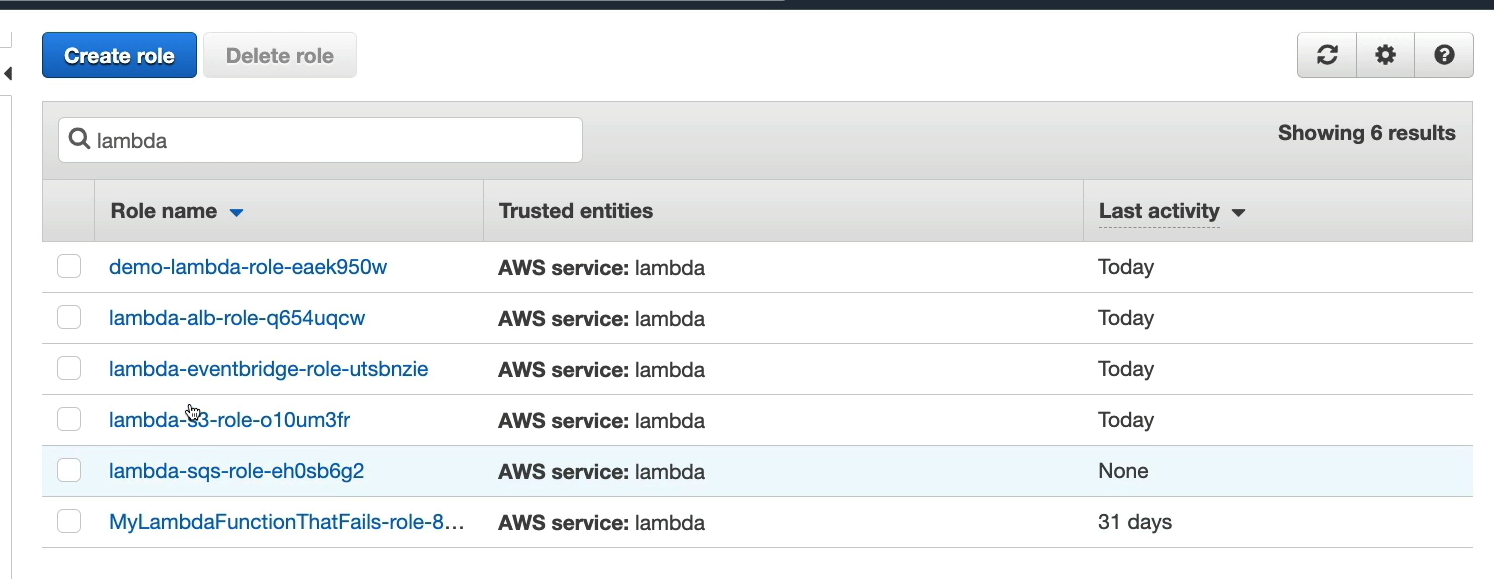 Create role Delete role
lambda
Showing 6 results
Role name Trusted entities Last activity
demo-lambda-role-eaek950w AWS service: lambda Today
lambda-alb-role-q654uqcw AWS service: lambda Today
lambda-eventbridge-role-utsbnzie AWS service: lambda Today
lambda-s3-role-o10um3fr AWS service: lambda Today
lambda-sqs-role-eh0sb6g2 AWS service: lambda None
MyLambdaFunctionThatFails-role-8... AWS service: lambda 31 days